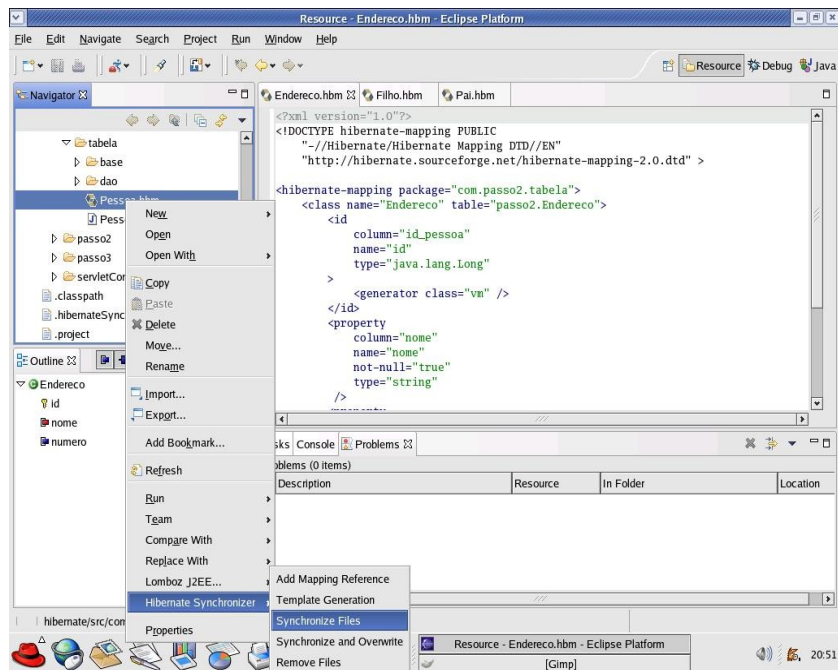 Resource - Endereco.hbm - Eclipse Platform
File Edit Navigate Search Project Run Window Help
Resource Debug Java
Navigator
tabela
base
dao
Pessoa.hbm
passo2
passo3
.classpath
.project
Endereco.hbm Filho.hbm Pai.hbm
<?xml version="1.0"?>
<!DOCTYPE hibernate-mapping PUBLIC
"-//Hibernate/Hibernate Mapping DTD//EN"
"http://hibernate.sourceforge.net/hibernate-mapping-2.0.dtd" >
<hibernate-mapping package="com.passo2.tabela">
<class name="Endereco" table="passo2.Endereco">
<id
column="id_pessoa"
name="id"
type="java.lang.Long"
>
<generator class="vm" />
</id>
<property
column="nome"
name="nome"
not-null="true"
type="string"
/>
Outline
Endereco
id
nome
numero
New
Open
Open With
Copy
Paste
Delete
Move...
Rename
Import...
Export...
Add Bookmark...
Refresh
Run
Team
Compare With
Replace With
Lomboz J2EE...
Hibernate Synchronizer
Properties
Add Mapping Reference
Template Generation
Synchronize Files
Synchronize and Overwrite
Remove Files
Console Problems
(0 items)
Description Resource In Folder Location
hibernate/src/com
Resource - Endereco.hbm - Eclipse Platform
[Gimp]
20:51